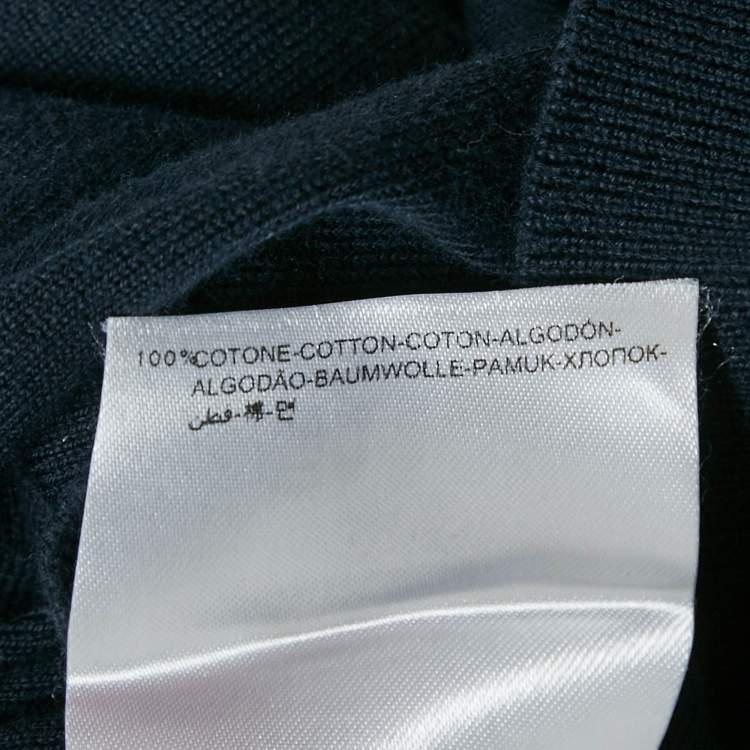 100%COTONE-COTTON-COTON-ALGODÓN-
ALGODÃO-BAUMWOLLE-PAMUK-ХЛОПОК-
قطن-棉-면